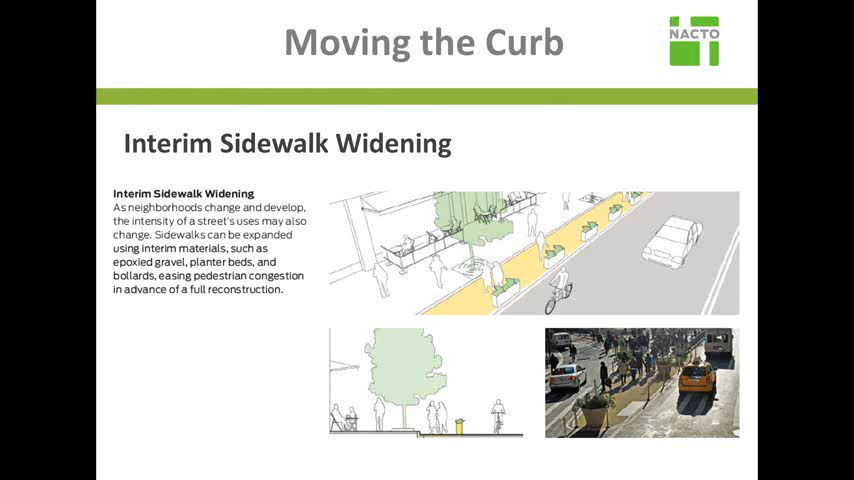 Moving the Curb
NACTO
Interim Sidewalk Widening
Interim Sidewalk Widening
As neighborhoods change and develop,
the intensity of a street's uses may also
change. Sidewalks can be expanded
using interim materials, such as
epoxied gravel, planter beds, and
bollards, easing pedestrian congestion
in advance of a full reconstruction.